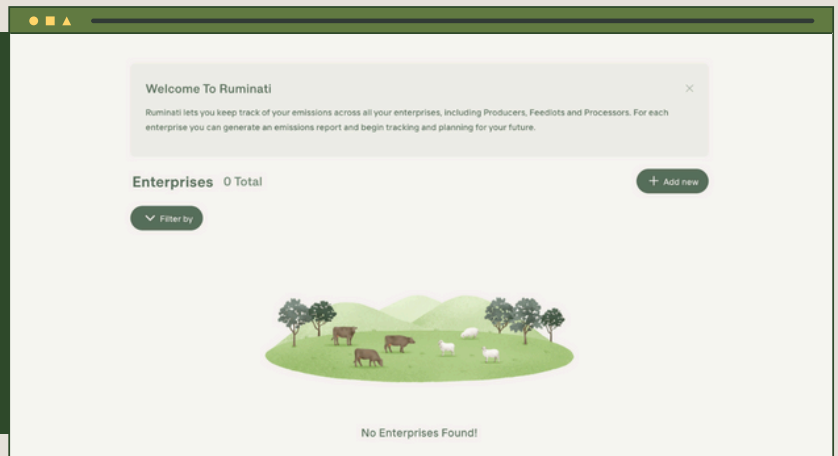 Welcome To Ruminati
Ruminati lets you keep track of your emissions across all your enterprises, including Producers, Feedlots and Processors. For each
enterprise you can generate an emissions report and begin tracking and planning for your future.
Enterprises 0 Total
Add new
Filter by
No Enterprises Found!